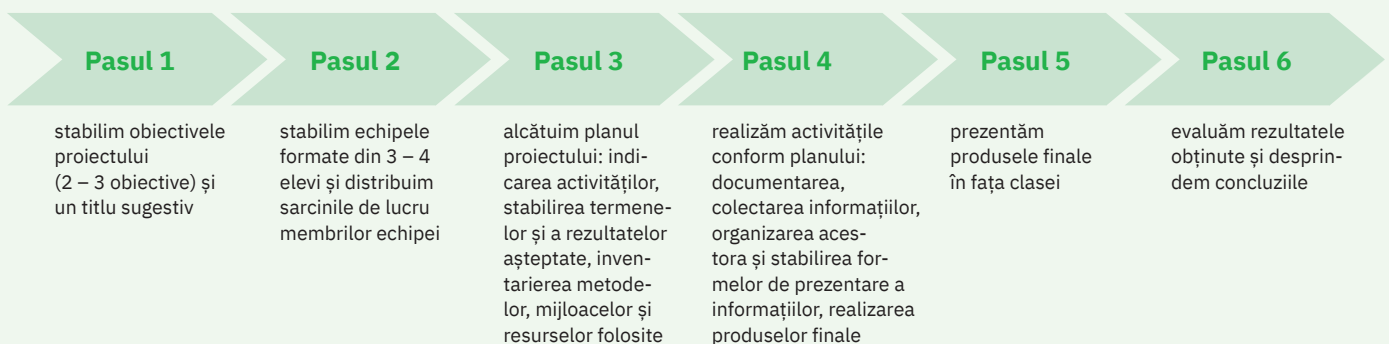 Pasul 1
stabilim obiectivele
proiectului
(2 – 3 obiective) și
un titlu sugestiv
Pasul 2
stabilim echipele
formate din 3 – 4
elevi și distribuim
sarcinile de lucru
membrilor echipei
Pasul 3
alcătuim planul
proiectului: indi-
carea activităților,
stabilirea termene-
lor și a rezultatelor
așteptate, inven-
tarierea metode-
lor, mijloacelor și
resurselor folosite
Pasul 4
realizăm activitățile
conform planului:
documentarea,
colectarea informațiilor,
organizarea aces-
tora și stabilirea for-
melor de prezentare a
informațiilor, realizarea
produselor finale
Pasul 5
prezentăm
produsele finale
în fața clasei
Pasul 6
evaluăm rezultatele
obținute și desprin-
dem concluziile